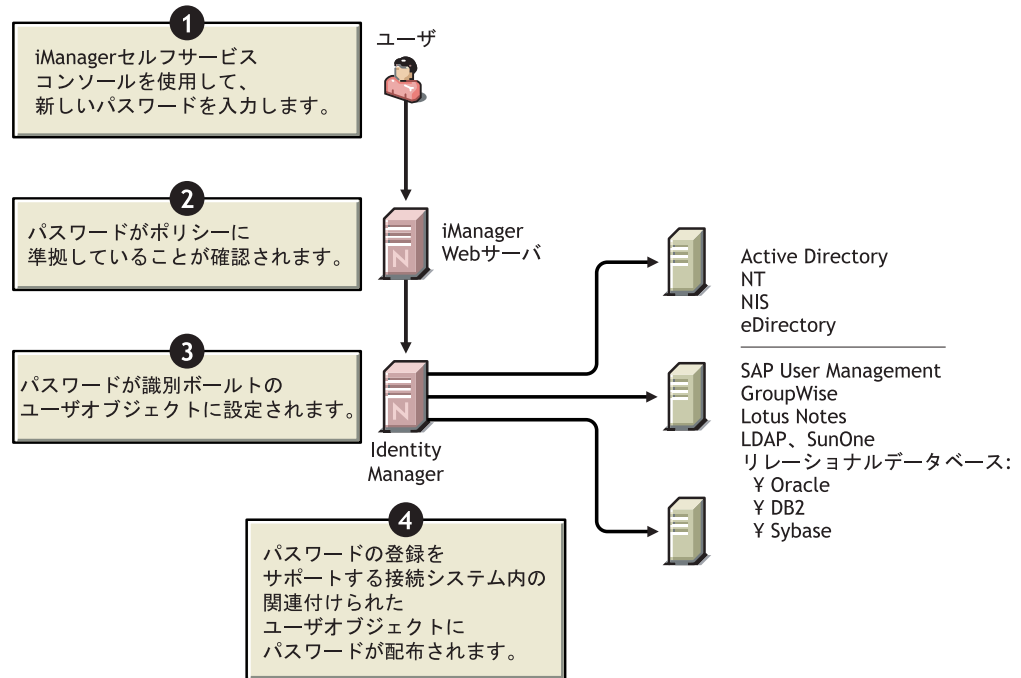 1
iManagerセルフサービス
コンソールを使用して、
新しいパスワードを入力します。
ユーザ
2
パスワードがポリシーに
準拠していることが確認されます。
iManager
Webサーバ
N
3
パスワードが識別ボールトの
ユーザオブジェクトに設定されます。
N
Identity
Manager
Active Directory
NT
NIS
eDirectory
SAP User Management
GroupWise
Lotus Notes
LDAP、SunOne
リレーショナルデータベース:
¥ Oracle
¥ DB2
¥ Sybase
4
パスワードの登録を
サポートする接続システム内の
関連付けられた
ユーザオブジェクトに
パスワードが配布されます。